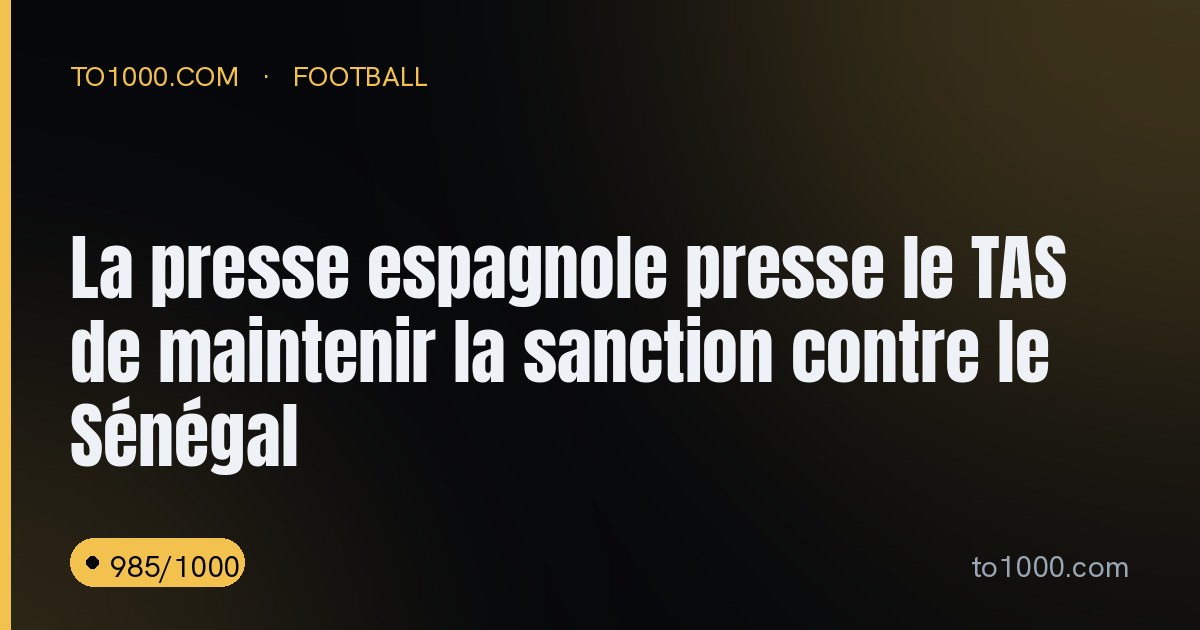 TO1000.COM · FOOTBALL
La presse espagnole presse le TAS
de maintenir la sanction contre le
Sénégal
985/1000
to1000.com